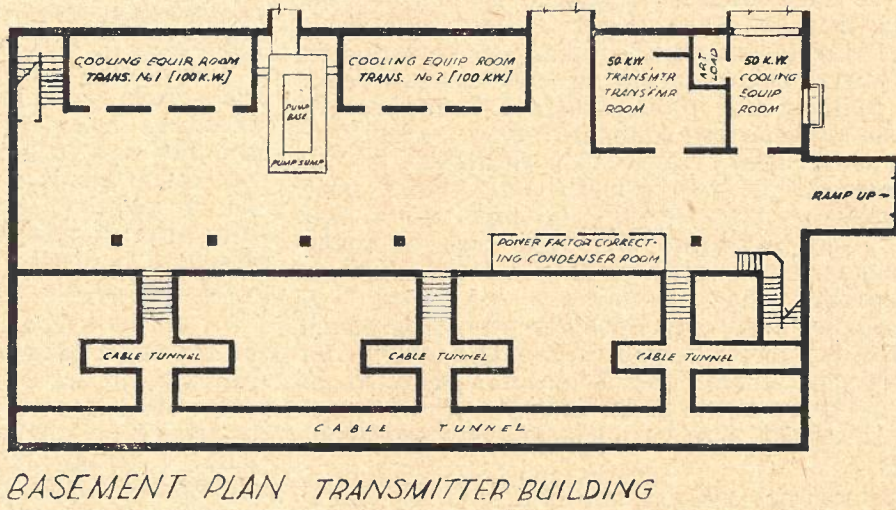 COOLING EQUIP. ROOM
TRANS. No 1 [100 K.W.]
COOLING EQUIP ROOM
TRANS. No 2 [100 KW.]
50 KW.
TRANSMTR
TRANSFMR
ROOM
ART
LOAD
50 K.W.
COOLING
EQUIP
ROOM
PUMP
BASE
PUMP SUMP
RAMP UP
POWER FACTOR CORRECT-
ING CONDENSER ROOM
CABLE TUNNEL
CABLE TUNNEL
CABLE TUNNEL
CABLE TUNNEL
BASEMENT PLAN TRANSMITTER BUILDING